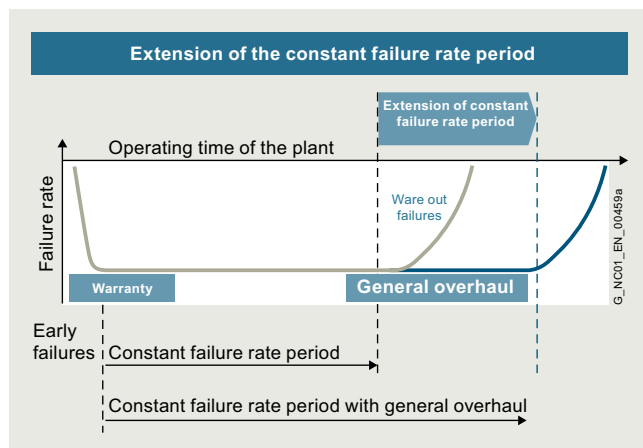 Extension of the constant failure rate period
Extension of constant
failure rate period
Operating time of the plant
Failure rate
Ware out
failures
G_NC01_EN_00459a
Warranty
General overhaul
Early
failures
Constant failure rate period
Constant failure rate period with general overhaul